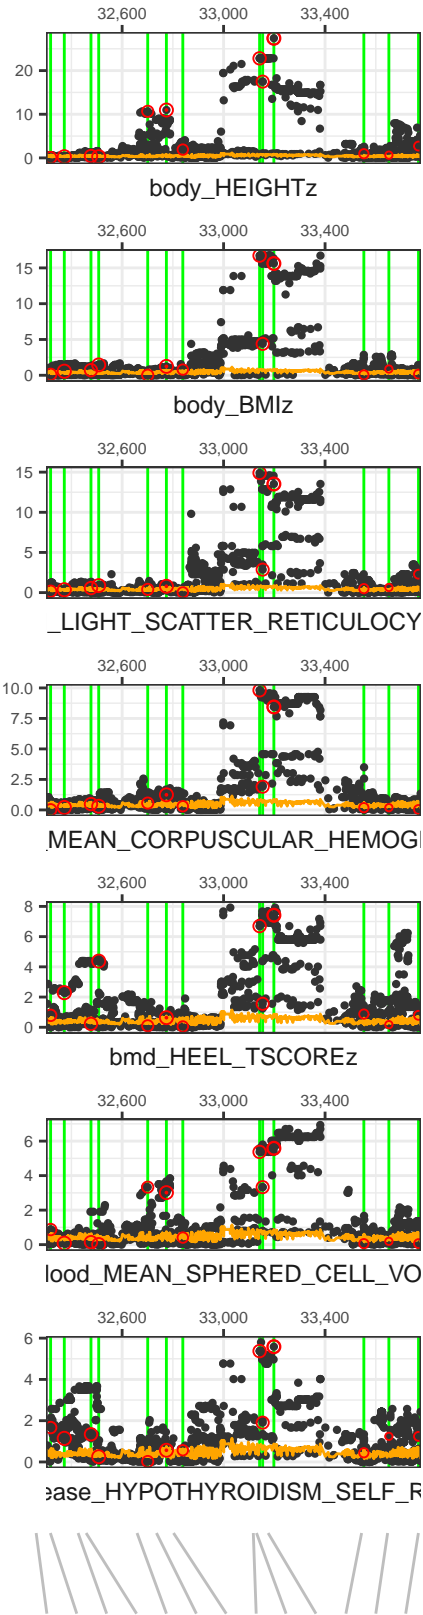 32,600 33,000 33,400
20
10
0
body_HEIGHTz
32,600 33,000 33,400
15
10
5
0
body_BMIz
32,600 33,000 33,400
15
10
5
0
_LIGHT_SCATTER_RETICULOCY
32,600 33,000 33,400
10.0
7.5
5.0
2.5
0.0
_MEAN_CORPUSCULAR_HEMOG
32,600 33,000 33,400
8
6
4
2
0
bmd_HEEL_TSCOREz
32,600 33,000 33,400
6
4
2
0
lood_MEAN_SPHERED_CELL_VO
32,600 33,000 33,400
6
4
2
0
ease_HYPOTHYROIDISM_SELF_R